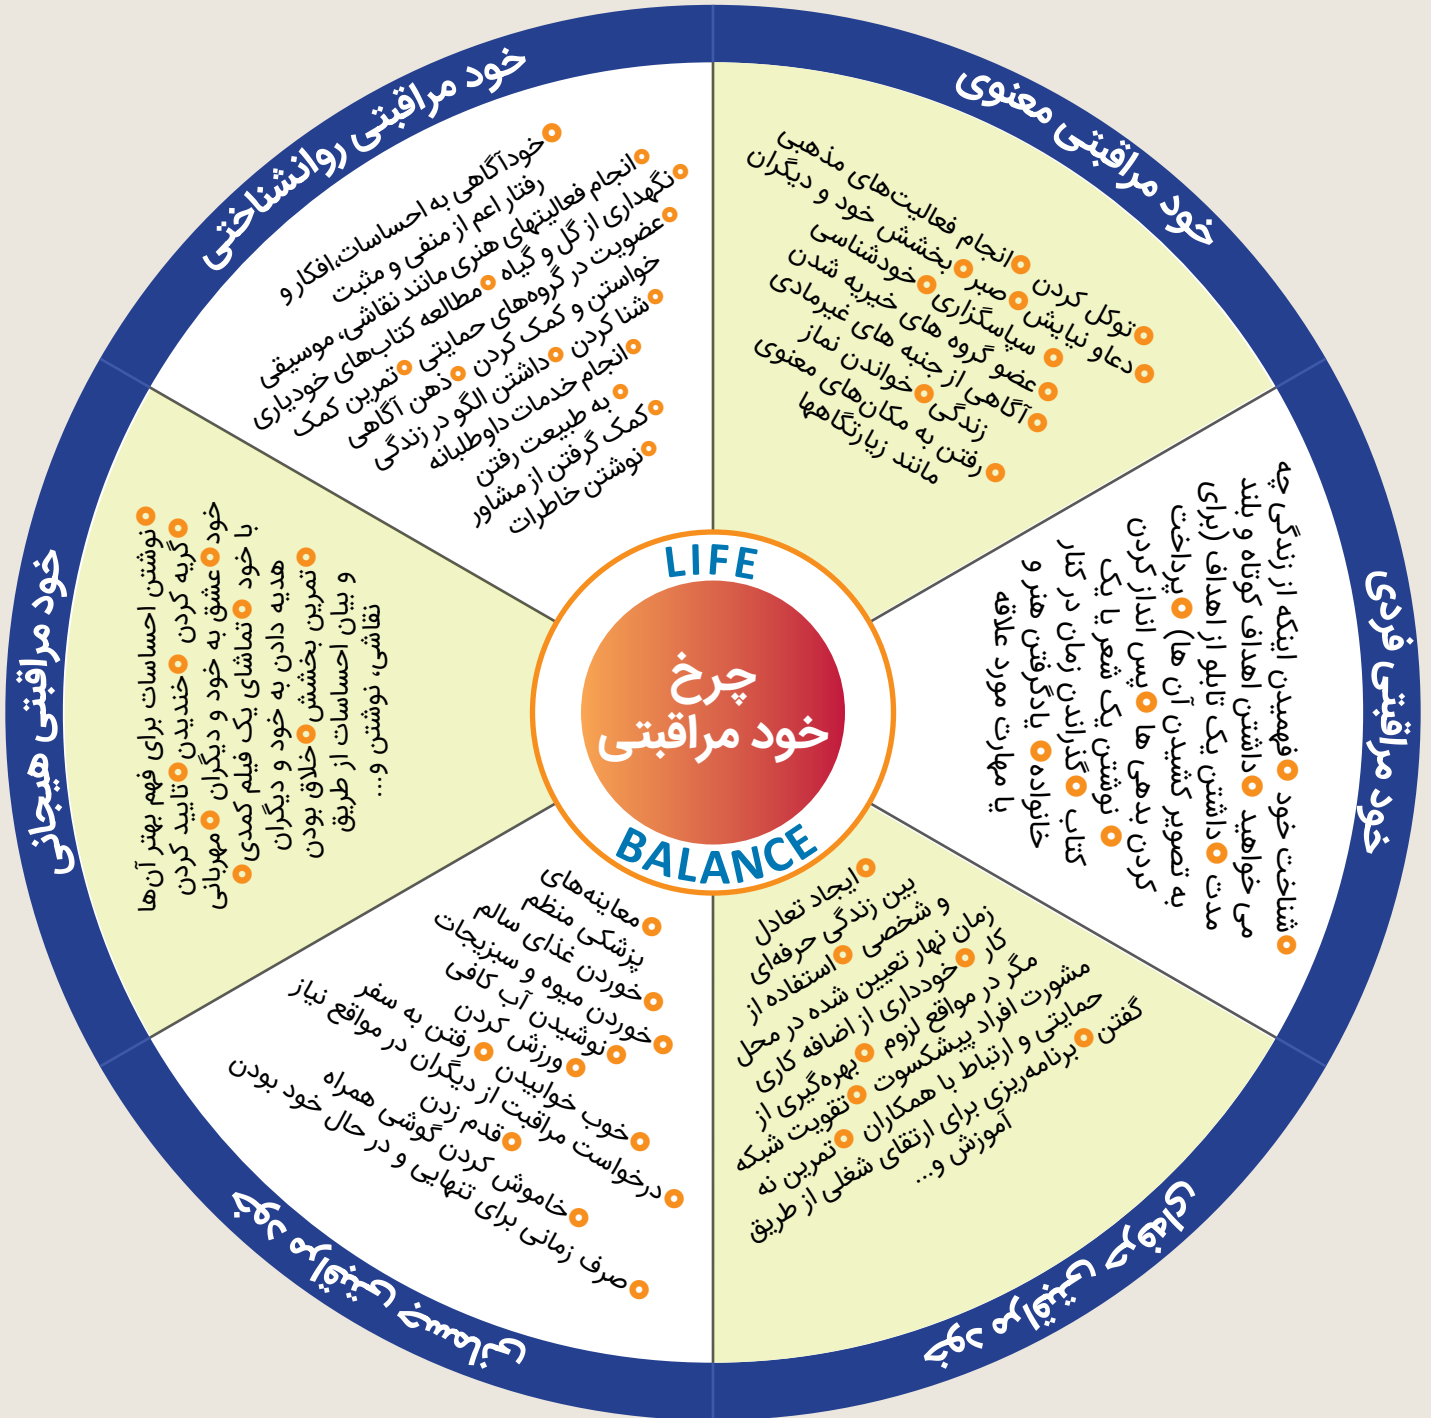 LIFE
چرخ
خود مراقبتی
BALANCE
خود مراقبتی معنوی
توکل کردن انجام فعالیت‌های مذهبی
دعاو نیایش صبر بخشش خود و دیگران
سپاسگزاری خودشناسی
عضو گروه های خیریه شدن
آگاهی از جنبه های غیرمادی
زندگی خواندن نماز
رفتن به مکان‌های معنوی
مانند زیارتگاهها
خود مراقبتی فردی
شناخت خود فهمیدن اینکه از زندگی چه
می خواهید داشتن اهداف کوتاه و بلند
مدت داشتن یک تابلو از اهداف (برای
به تصویر کشیدن آن ها) پرداخت
کردن بدهی ها پس انداز کردن
نوشتن یک شعر یا یک
کتاب گذراندن زمان در کنار
خانواده یادگرفتن هنر و
یا مهارت مورد علاقه
خود مراقبتی حرفه‌ای
ایجاد تعادل
بین زندگی حرفه‌ای
و شخصی استفاده از
زمان نهار تعیین شده در محل
کار خودداری از اضافه کاری
مگر در مواقع لزوم بهره‌گیری از
مشورت افراد پیشکسوت تقویت شبکه
حمایتی و ارتباط با همکاران تمرین نه
گفتن برنامه‌ریزی برای ارتقای شغلی از طریق
آموزش و...
خود مراقبتی جسمانی
معاینه‌های
پزشکی منظم
خوردن غذای سالم
خوردن میوه و سبزیجات
نوشیدن آب کافی
ورزش کردن
خوب خوابیدن رفتن به سفر
درخواست مراقبت از دیگران در مواقع نیاز
قدم زدن
خاموش کردن گوشی همراه
صرف زمانی برای تنهایی و در حال خود بودن
خود مراقبتی هیجانی
نوشتن احساسات برای فهم بهتر آن‌ها
گریه کردن خندیدن تایید کردن
خود عشق به خود و دیگران مهربانی
با خود تماشای یک فیلم کمدی
هدیه دادن به خود و دیگران
تمرین بخشش خلاق بودن
و بیان احساسات از طریق
نقاشی، نوشتن و...
خود مراقبتی روانشناختی
خودآگاهی به احساسات،افکار و
رفتار اعم از منفی و مثبت
انجام فعالیتهای هنری مانند نقاشی، موسیقی
نگهداری از گل و گیاه مطالعه کتاب‌های خودیاری
عضویت در گروه‌های حمایتی تمرین کمک
خواستن و کمک کردن ذهن آگاهی
شنا کردن داشتن الگو در زندگی
انجام خدمات داوطلبانه
به طبیعت رفتن
کمک گرفتن از مشاور
نوشتن خاطرات